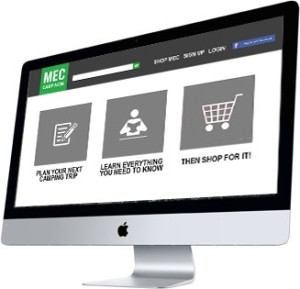 MEC
SHOP MEC SIGN UP LOGIN
PLAN YOUR NEXT
CAMPING TRIP
LEARN EVERYTHING
YOU NEED TO KNOW
THEN SHOP FOR IT!